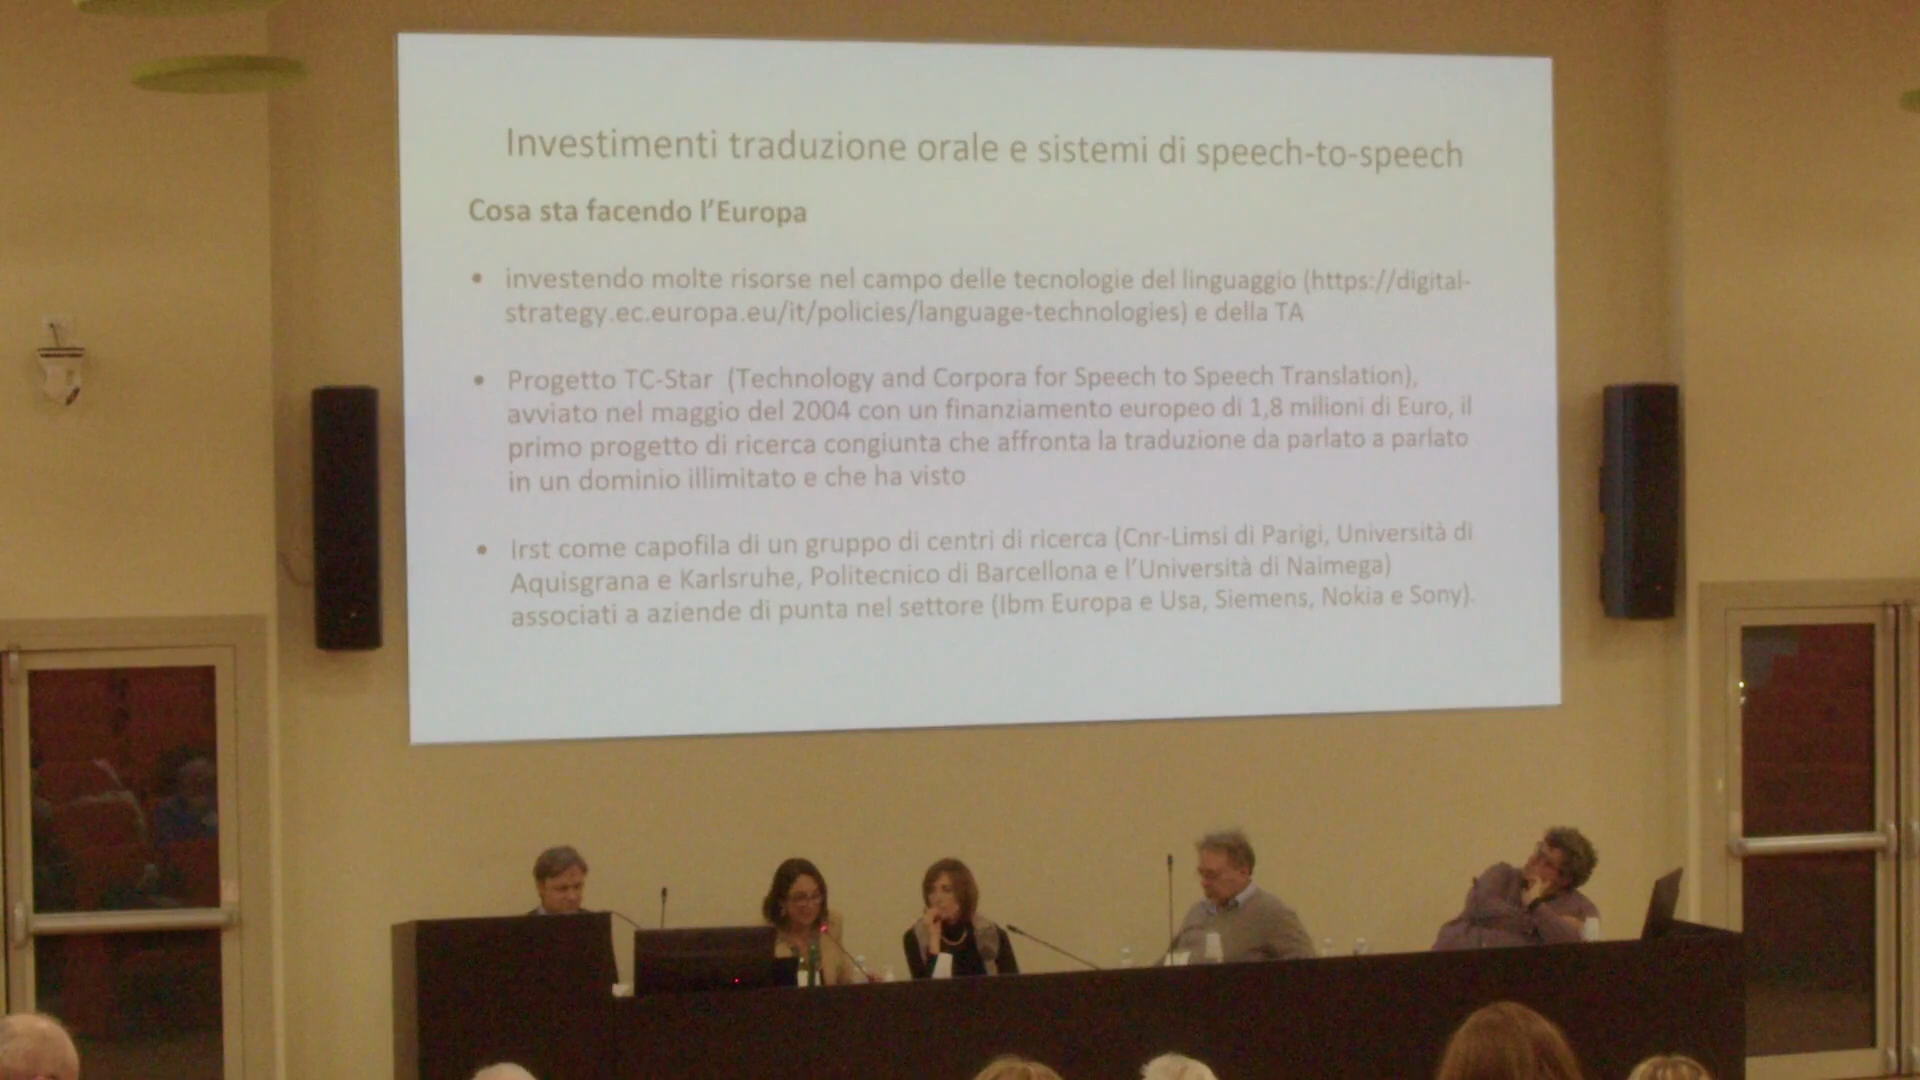 Investimenti traduzione orale e sistemi di speech-to-speech
Cosa sta facendo l'Europa
• investendo molte risorse nel campo delle tecnologie del linguaggio (https://digital-
strategy.ec.europa.eu/it/policies/language-technologies) e della TA
• Progetto TC-Star (Technology and Corpora for Speech to Speech Translation),
avviato nel maggio del 2004 con un finanziamento europeo di 1,8 milioni di Euro, il
primo progetto di ricerca congiunta che affronta la traduzione da parlato a parlato
in un dominio illimitato e che ha visto
• Irst come capofila di un gruppo di centri di ricerca (Cnr-Limsi di Parigi, Università di
Aquisgrana e Karlsruhe, Politecnico di Barcellona e l'Università di Naimega)
associati a aziende di punta nel settore (Ibm Europa e Usa, Siemens, Nokia e Sony).